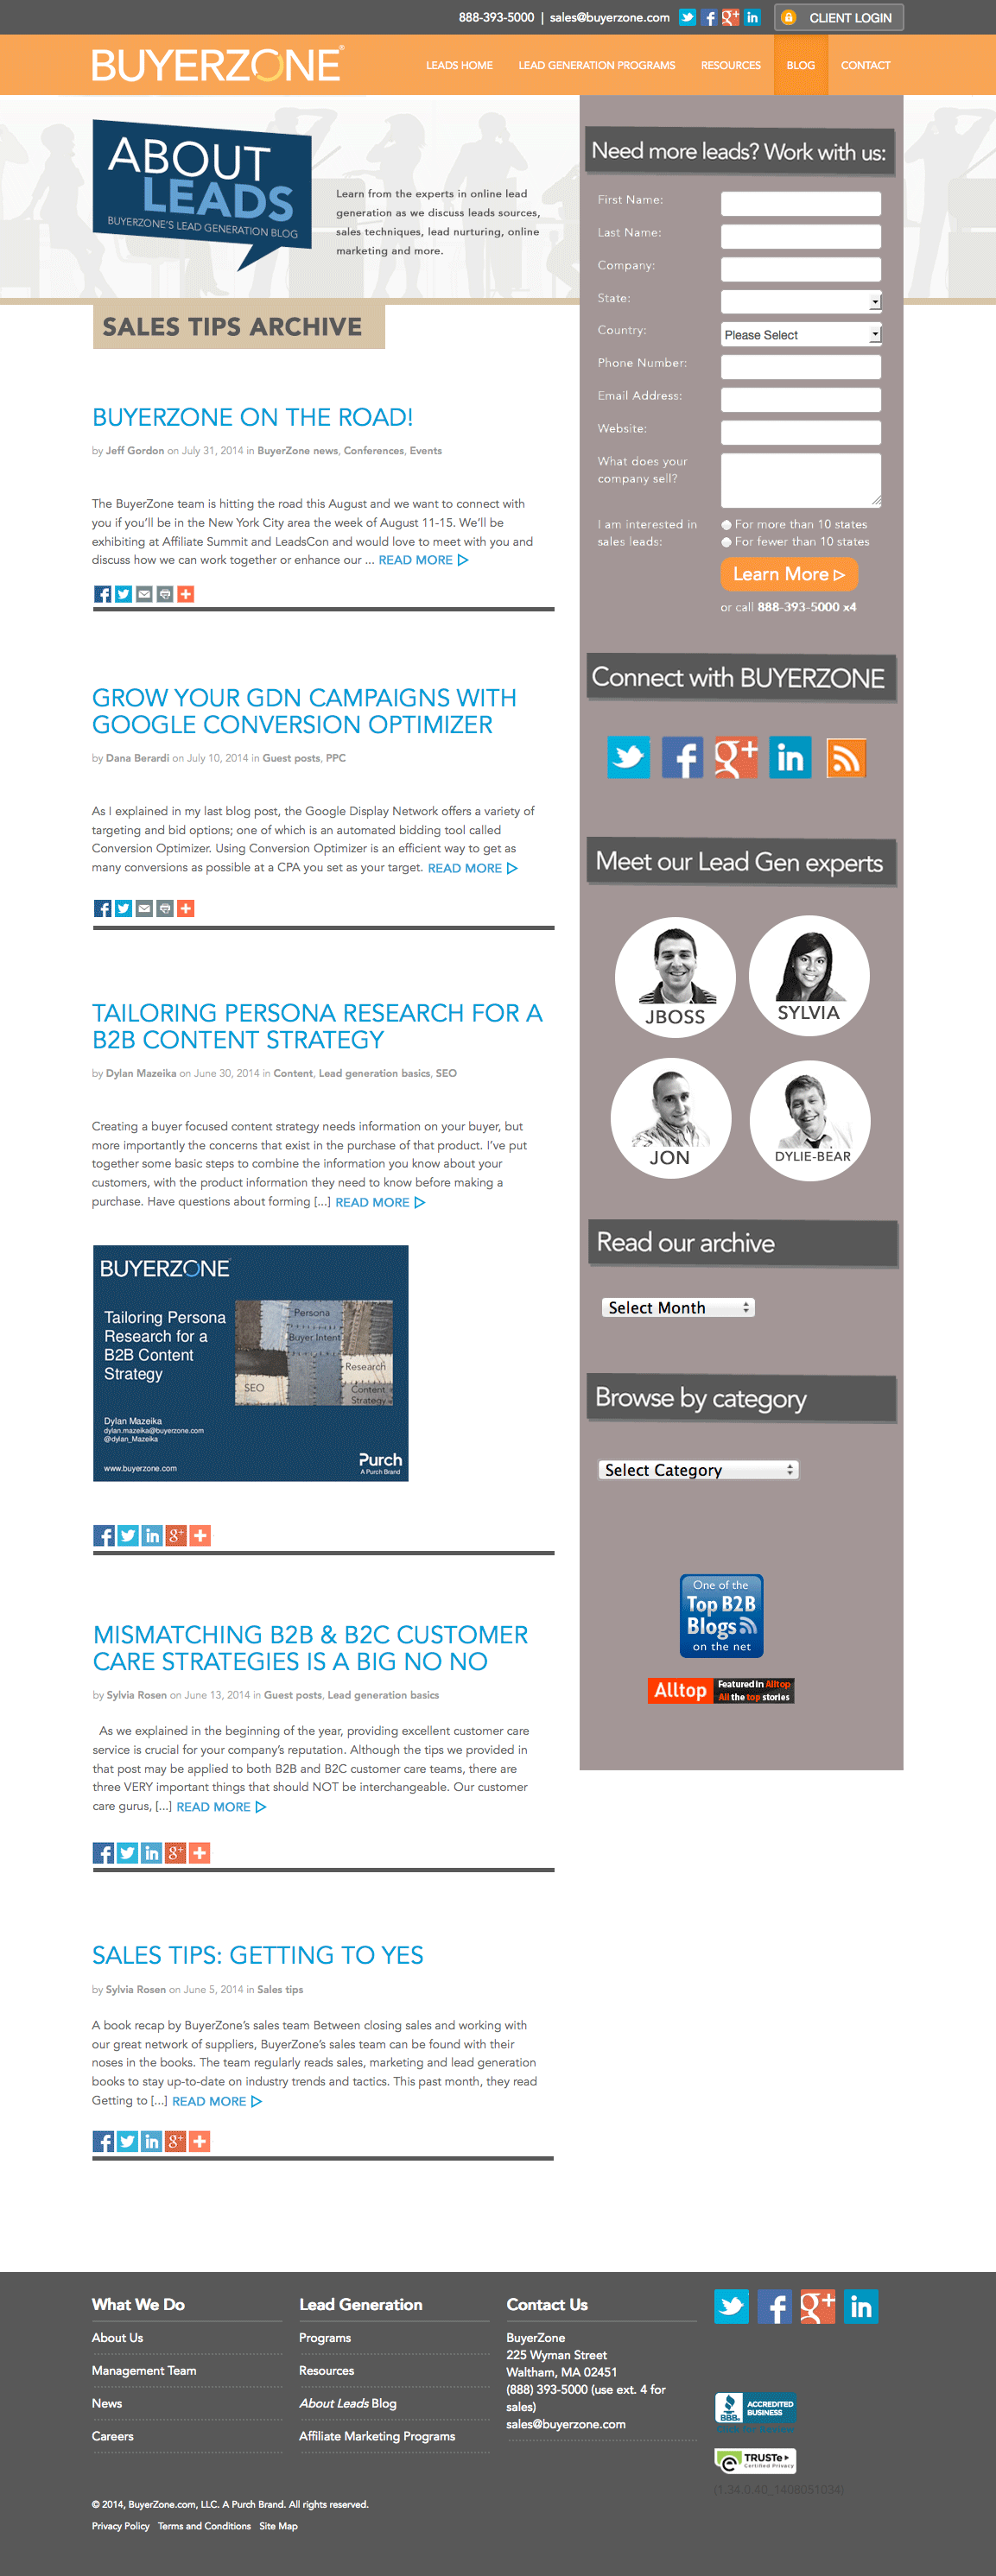 888-393-5000 | sales@buyerzone.com
CLIENT LOGIN
BUYERZONE®
LEADS HOME
LEAD GENERATION PROGRAMS
RESOURCES
BLOG
CONTACT
ABOUT
LEADS
BUYERZONE'S LEAD GENERATION BLOG
Learn from the experts in online lead
generation as we discuss leads sources,
sales techniques, lead nurturing, online
marketing and more.
SALES TIPS ARCHIVE
BUYERZONE ON THE ROAD!
by Jeff Gordon on July 31, 2014 in BuyerZone news, Conferences, Events
The BuyerZone team is hitting the road this August and we want to connect with
you if you'll be in the New York City area the week of August 11-15. We'll be
exhibiting at Affiliate Summit and LeadsCon and would love to meet with you and
discuss how we can work together or enhance our ... READ MORE
GROW YOUR GDN CAMPAIGNS WITH
GOOGLE CONVERSION OPTIMIZER
by Dana Berardi on July 10, 2014 in Guest posts, PPC
As I explained in my last blog post, the Google Display Network offers a variety of
targeting and bid options; one of which is an automated bidding tool called
Conversion Optimizer. Using Conversion Optimizer is an efficient way to get as
many conversions as possible at a CPA you set as your target. READ MORE
TAILORING PERSONA RESEARCH FOR A
B2B CONTENT STRATEGY
by Dylan Mazeika on June 30, 2014 in Content, Lead generation basics, SEO
Creating a buyer focused content strategy needs information on your buyer, but
more importantly the concerns that exist in the purchase of that product. I've put
together some basic steps to combine the information you know about your
customers, with the product information they need to know before making a
purchase. Have questions about forming [...] READ MORE
BUYERZONE
Tailoring Persona
Research for a
B2B Content
Strategy
Persona
Buyer Intent
Research
SEO
Content
Strategy
Dylan Mazeika
dylan.mazeika@buyerzone.com
@dylan_Mazeika
www.buyerzone.com
Purch
A Purch Brand
MISMATCHING B2B & B2C CUSTOMER
CARE STRATEGIES IS A BIG NO NO
by Sylvia Rosen on June 13, 2014 in Guest posts, Lead generation basics
As we explained in the beginning of the year, providing excellent customer care
service is crucial for your company's reputation. Although the tips we provided in
that post may be applied to both B2B and B2C customer care teams, there are
three VERY important things that should NOT be interchangeable. Our customer
care gurus, [...] READ MORE
SALES TIPS: GETTING TO YES
by Sylvia Rosen on June 5, 2014 in Sales tips
A book recap by BuyerZone's sales team Between closing sales and working with
our great network of suppliers, BuyerZone's sales team can be found with their
noses in the books. The team regularly reads sales, marketing and lead generation
books to stay up-to-date on industry trends and tactics. This past month, they read
Getting to [...] READ MORE
Need more leads? Work with us:
First Name:
Last Name:
Company:
State:
Country:
Please Select
Phone Number:
Email Address:
Website:
What does your
company sell?
I am interested in
sales leads:
For more than 10 states
For fewer than 10 states
Learn More
or call 888-393-5000 x4
Connect with BUYERZONE
Meet our Lead Gen experts
JBOSS
SYLVIA
JON
DYLIE-BEAR
Read our archive
Select Month
Browse by category
Select Category
One of the
Top B2B
Blogs
on the net
Alltop
Featured in Alltop
All the top stories
What We Do
About Us
Management Team
News
Careers
Lead Generation
Programs
Resources
About Leads Blog
Affiliate Marketing Programs
Contact Us
BuyerZone
225 Wyman Street
Waltham, MA 02451
(888) 393-5000 (use ext. 4 for
sales)
sales@buyerzone.com
BBB.
ACCREDITED
BUSINESS
Click for Review
TRUSTe
Certified Privacy
(1.34.0.40_1408051034)
© 2014, BuyerZone.com, LLC. A Purch Brand. All rights reserved.
Privacy Policy
Terms and Conditions
Site Map